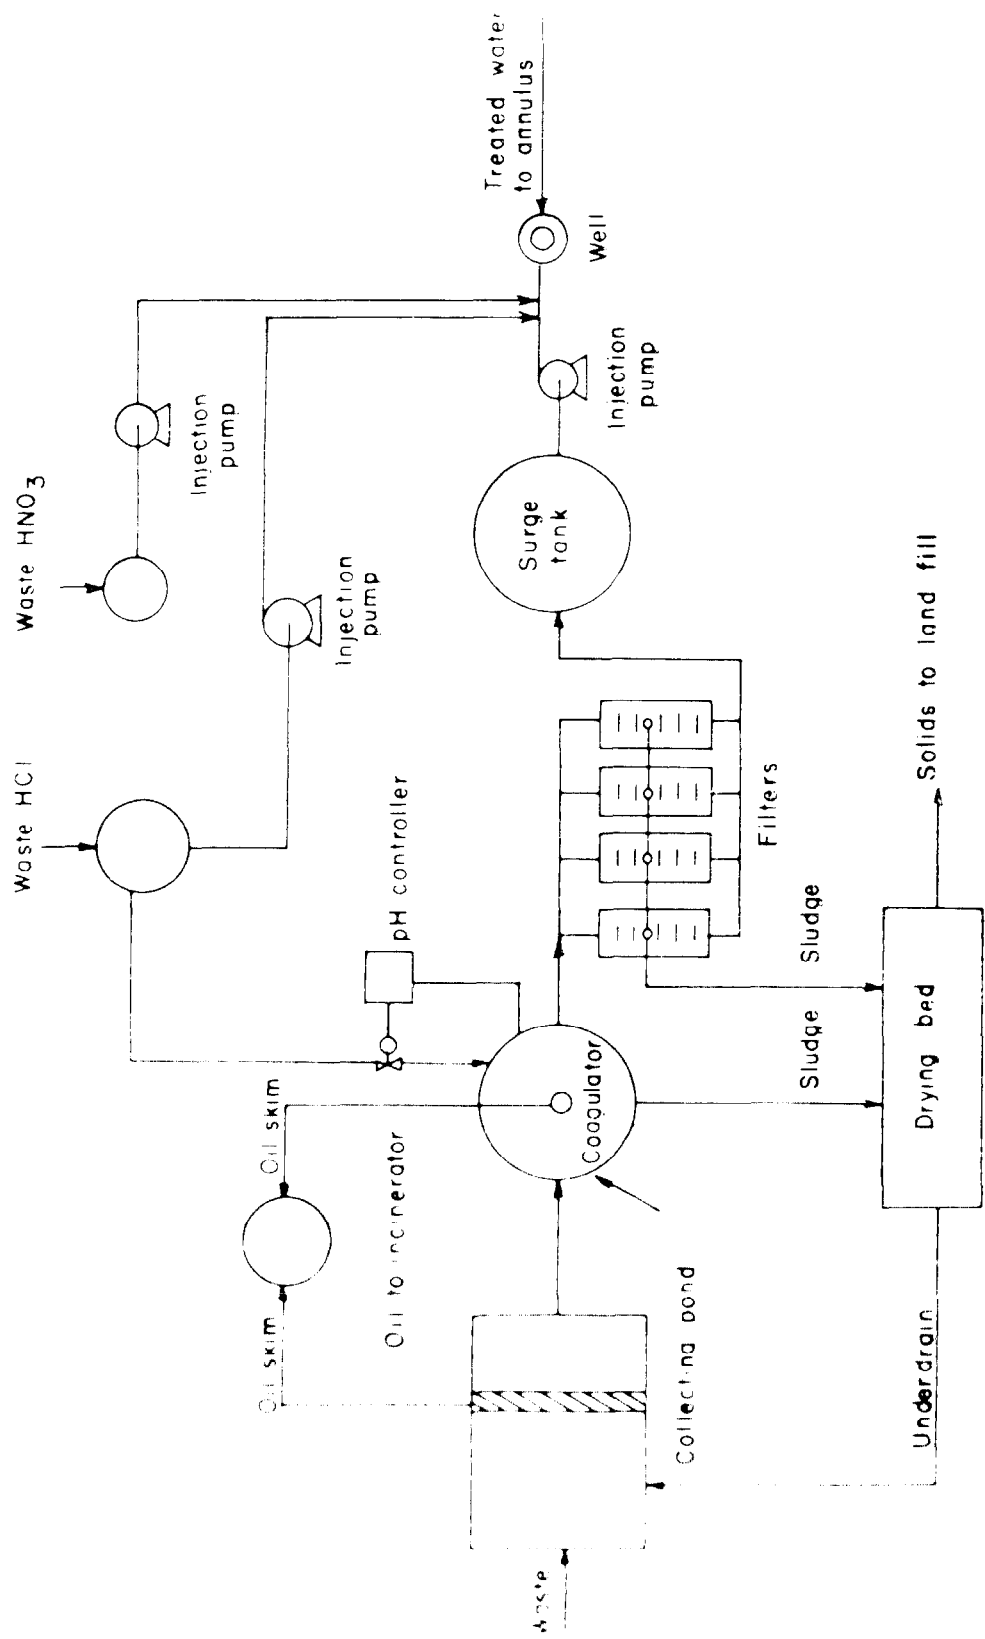 Waste HCl
Waste HNO3
Injection
pump
Injection
pump
Treated water
to annulus
Well
Injection
pump
Surge
tank
pH controller
Oil skim
Oil skim
Oil to incinerator
Coagulator
Filters
Collecting pond
Sludge
Sludge
Drying bed
Solids to land fill
Underdrain
Waste